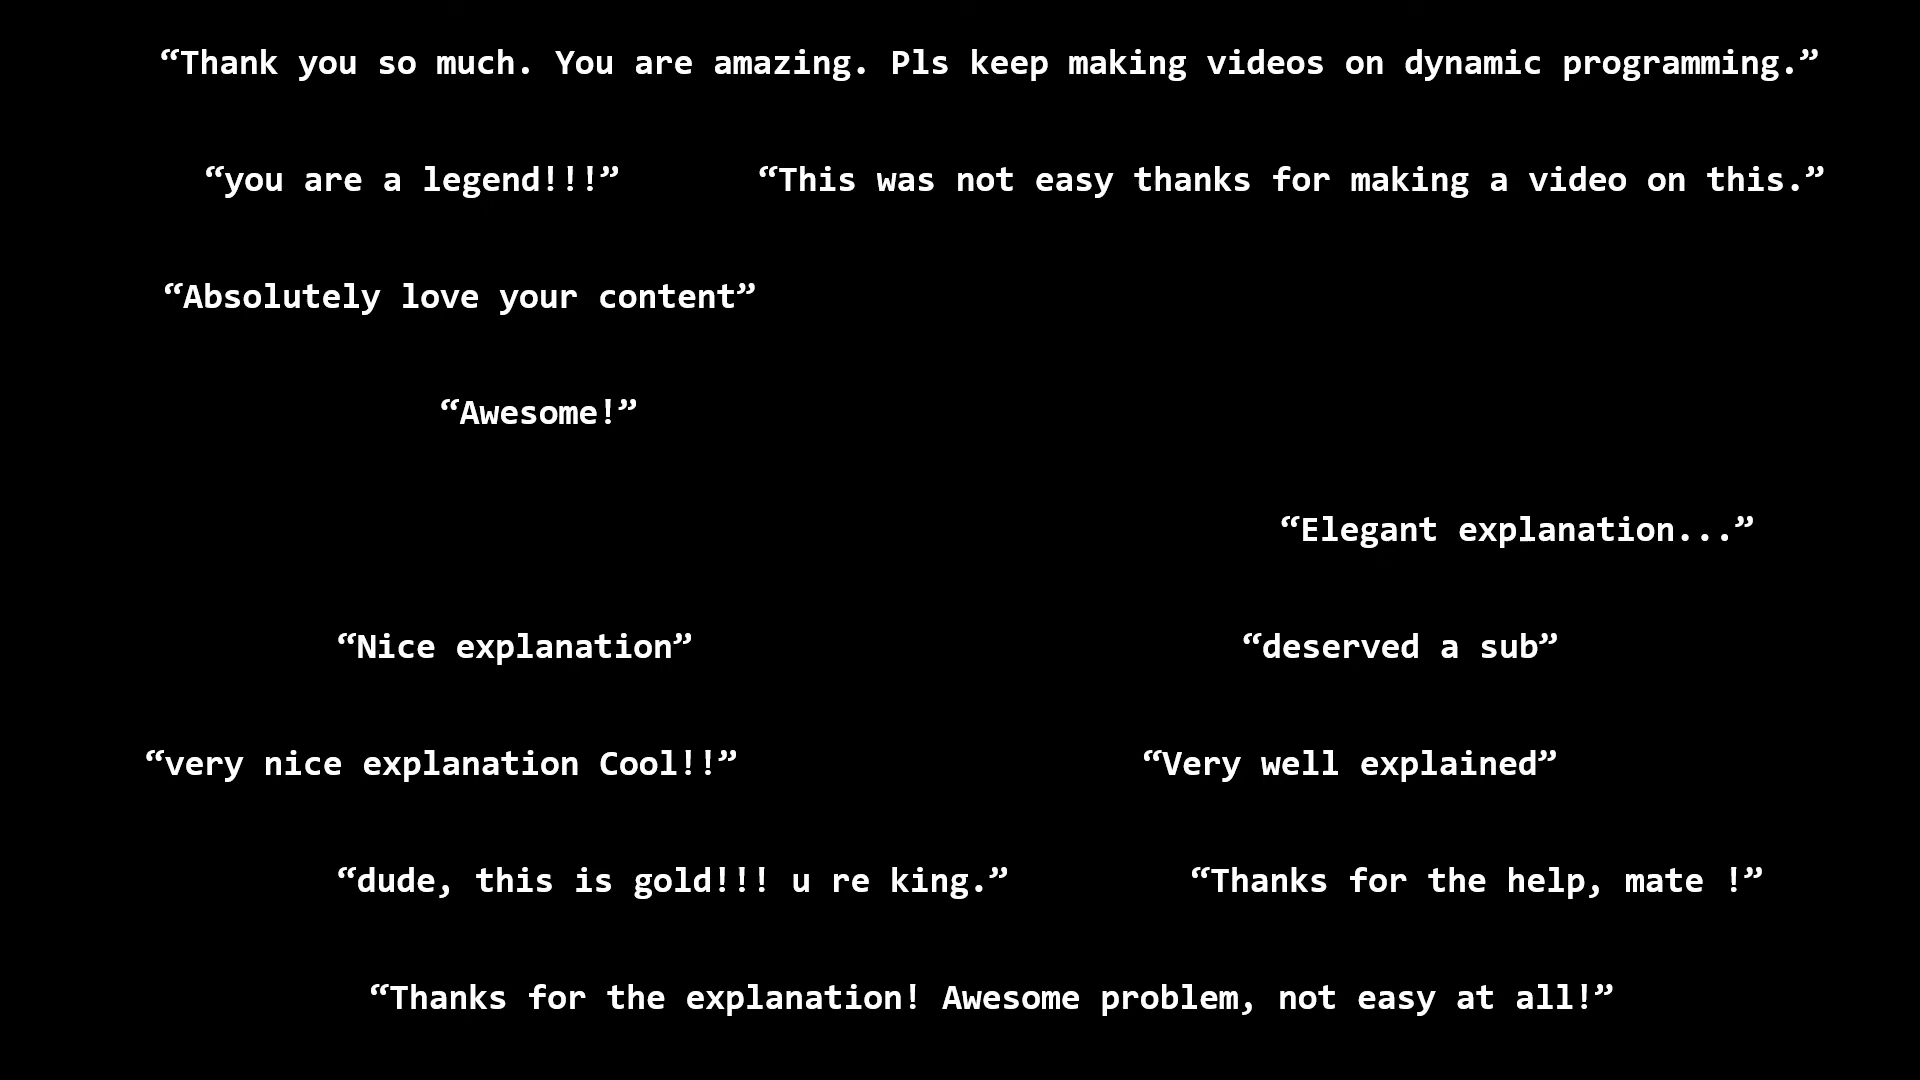 “Thank you so much. You are amazing. Pls keep making videos on dynamic programming.”
“you are a legend!!!” “This was not easy thanks for making a video on this.”
“Absolutely love your content”
“Awesome!”
“Elegant explanation...”
“Nice explanation” “deserved a sub”
“very nice explanation Cool!!” “Very well explained”
“dude, this is gold!!! u re king.” “Thanks for the help, mate !”
“Thanks for the explanation! Awesome problem, not easy at all!”